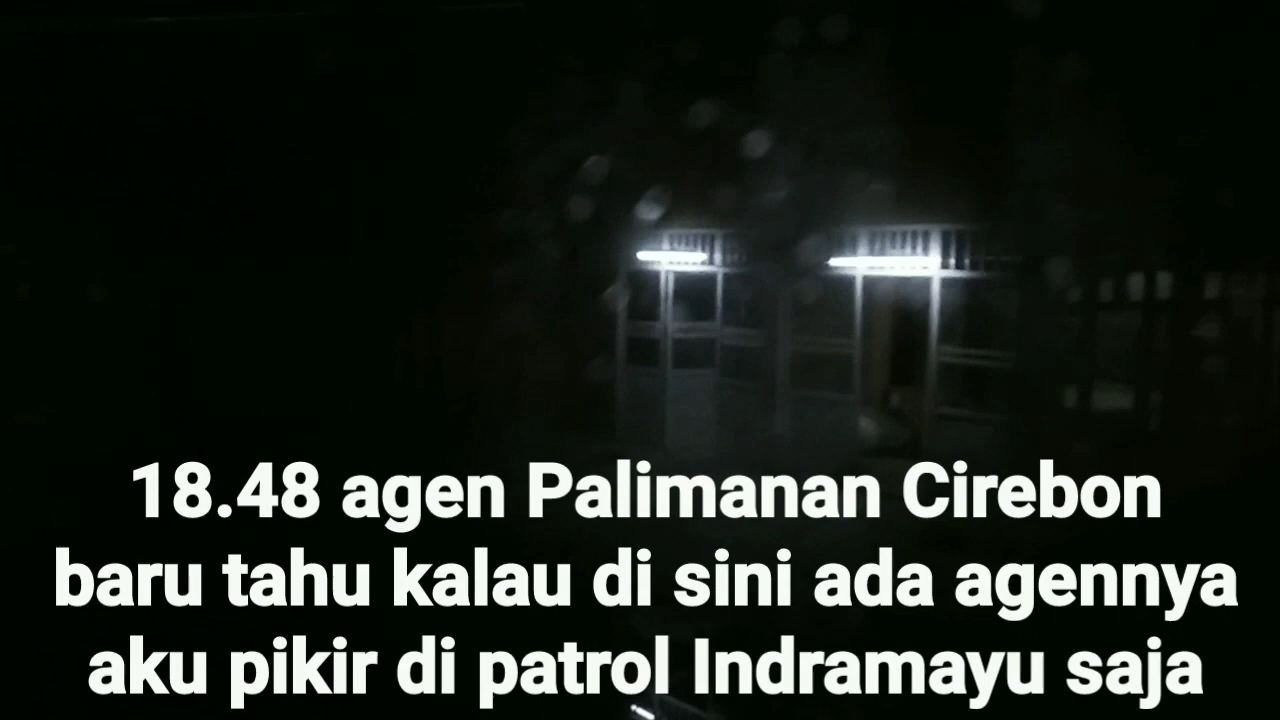 18.48 agen Palimanan Cirebon
baru tahu kalau di sini ada agennya
aku pikir di patrol Indramayu saja